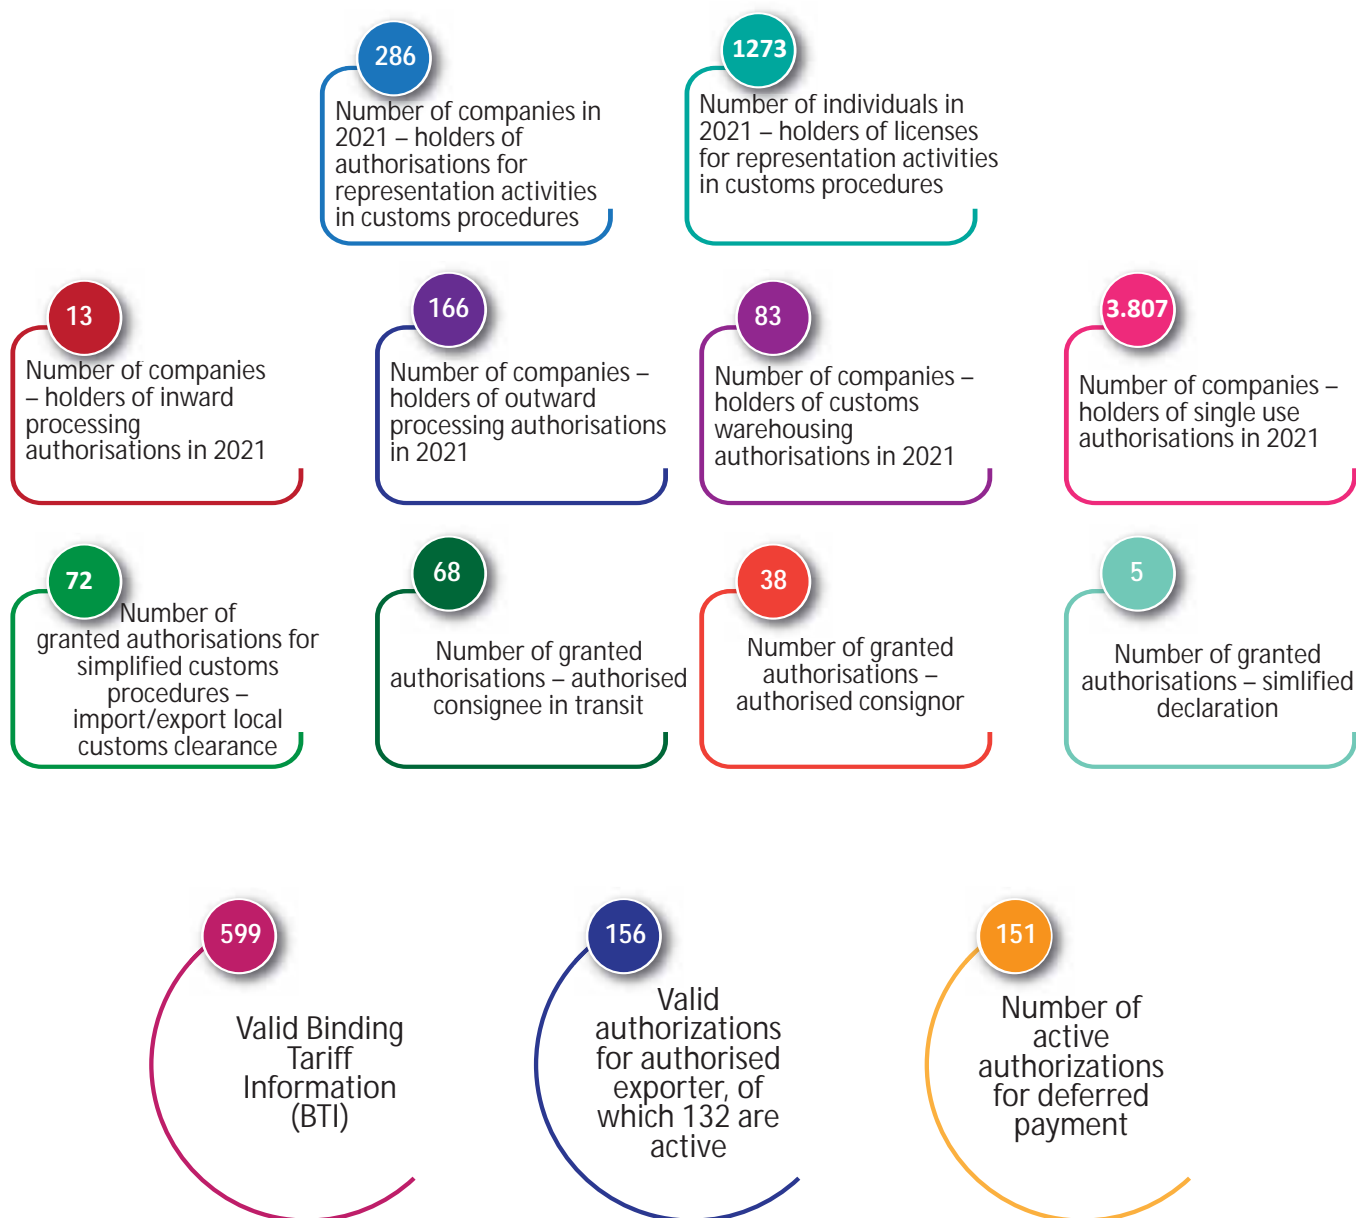 286
Number of companies in
2021 – holders of
authorisations for
representation activities
in customs procedures
1273
Number of individuals in
2021 – holders of licenses
for representation activities
in customs procedures
13
Number of companies
– holders of inward
processing
authorisations in 2021
166
Number of companies –
holders of outward
processing authorisations
in 2021
83
Number of companies –
holders of customs
warehousing
authorisations in 2021
3.807
Number of companies –
holders of single use
authorisations in 2021
72
Number of
granted authorisations for
simplified customs
procedures –
import/export local
customs clearance
68
Number of granted
authorisations – authorised
consignee in transit
38
Number of granted
authorisations –
authorised consignor
5
Number of granted
authorisations – simlified
declaration
599
Valid Binding
Tariff
Information
(BTI)
156
Valid
authorizations
for authorised
exporter, of
which 132 are
active
151
Number of
active
authorizations
for deferred
payment